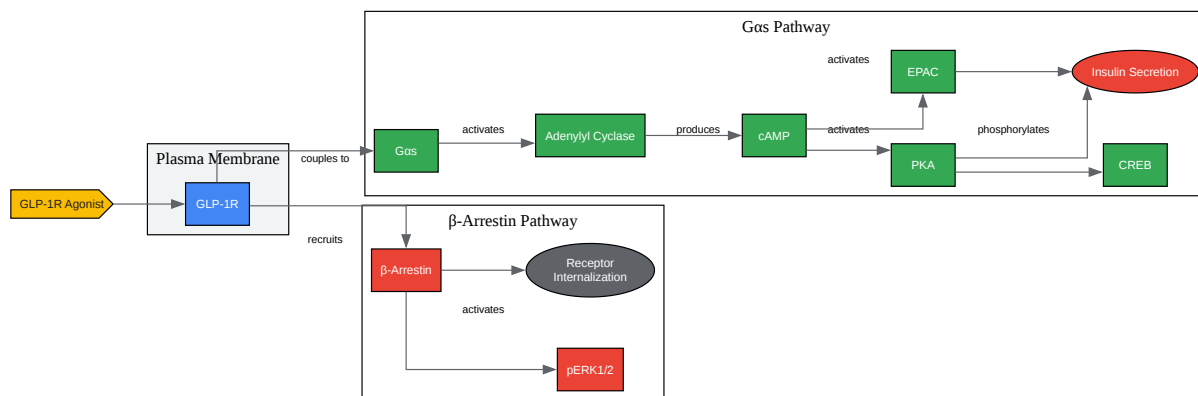 Gαs Pathway
activates
EPAC
Insulin Secretion
activates
Adenylyl Cyclase
produces
cAMP
activates
phosphorylates
Gαs
Plasma Membrane
couples to
PKA
CREB
GLP-1R Agonist
GLP-1R
β-Arrestin Pathway
recruits
β-Arrestin
Receptor
Internalization
activates
pERK1/2